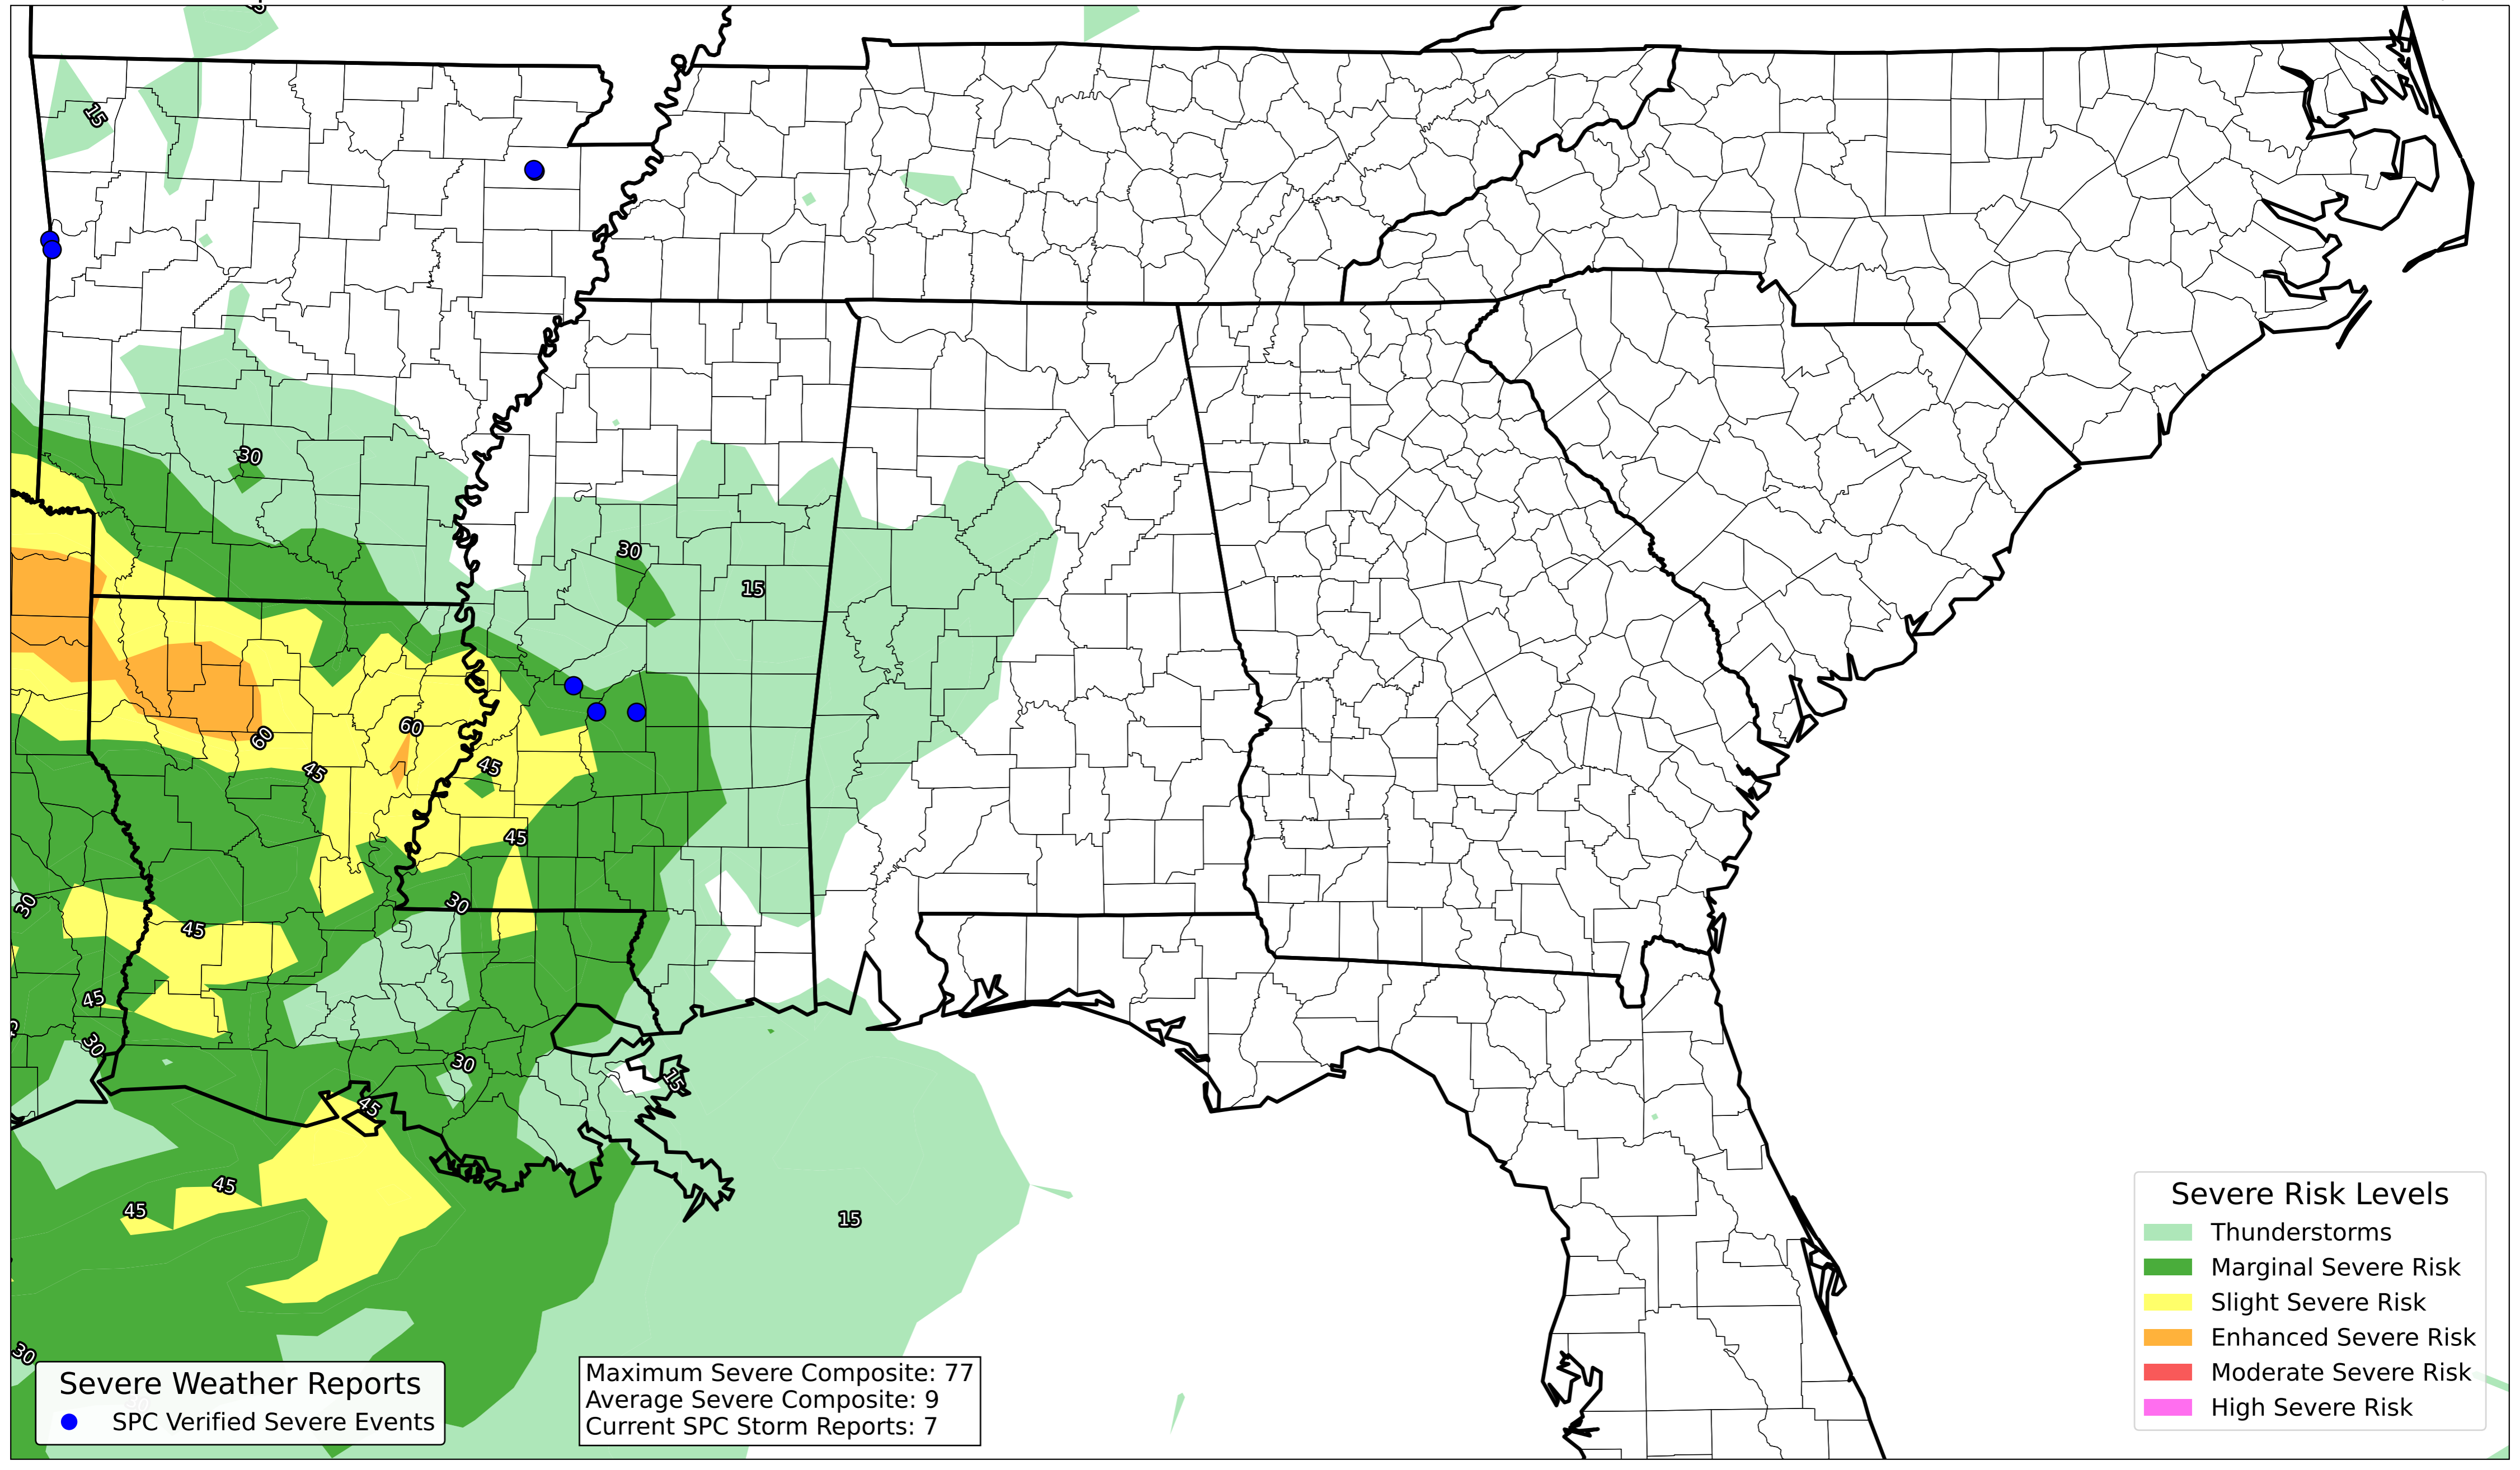 15
30
30
15
60
60
45
45
45
30
30
45
45
30
30
15
45
45
45
15
30
Severe Weather Reports
SPC Verified Severe Events
Maximum Severe Composite: 77
Average Severe Composite: 9
Current SPC Storm Reports: 7
Severe Risk Levels
Thunderstorms
Marginal Severe Risk
Slight Severe Risk
Enhanced Severe Risk
Moderate Severe Risk
High Severe Risk